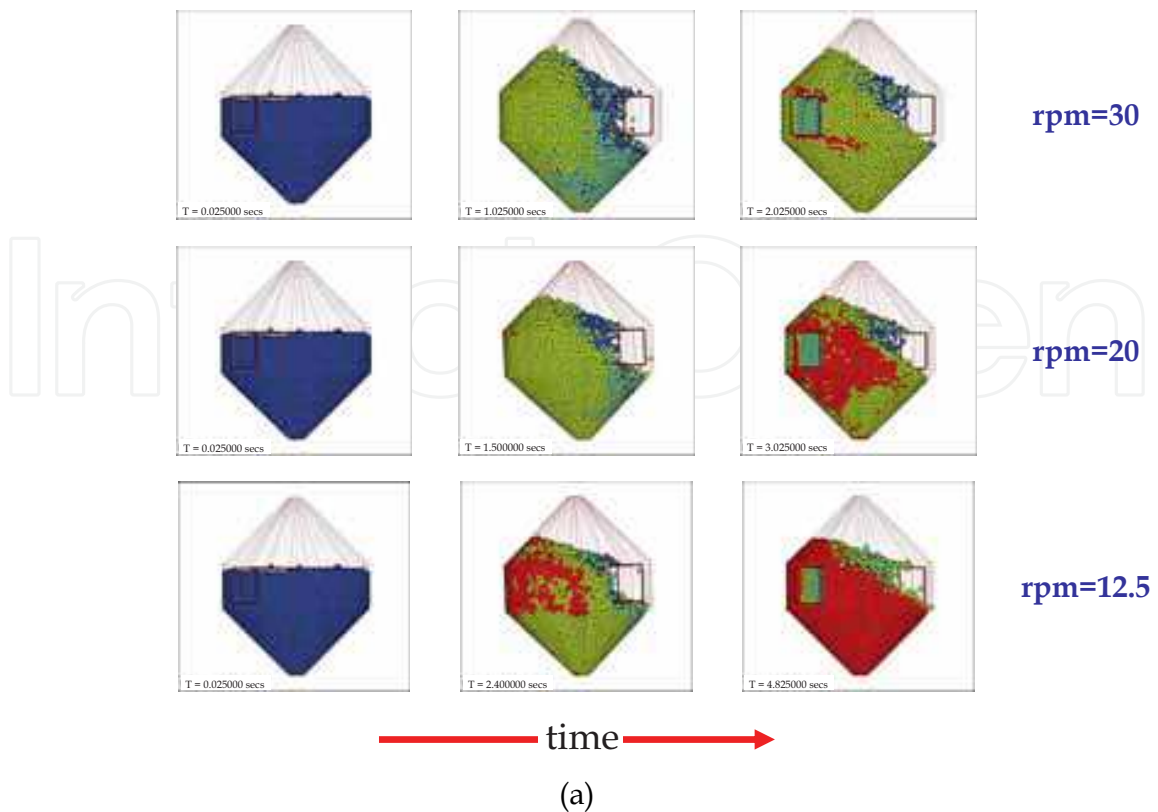 T = 0.025000 secs
T = 1.025000 secs
T = 2.025000 secs
rpm=30
T = 0.025000 secs
T = 1.500000 secs
T = 3.025000 secs
rpm=20
T = 0.025000 secs
T = 2.400000 secs
T = 4.825000 secs
rpm=12.5
time
(a)